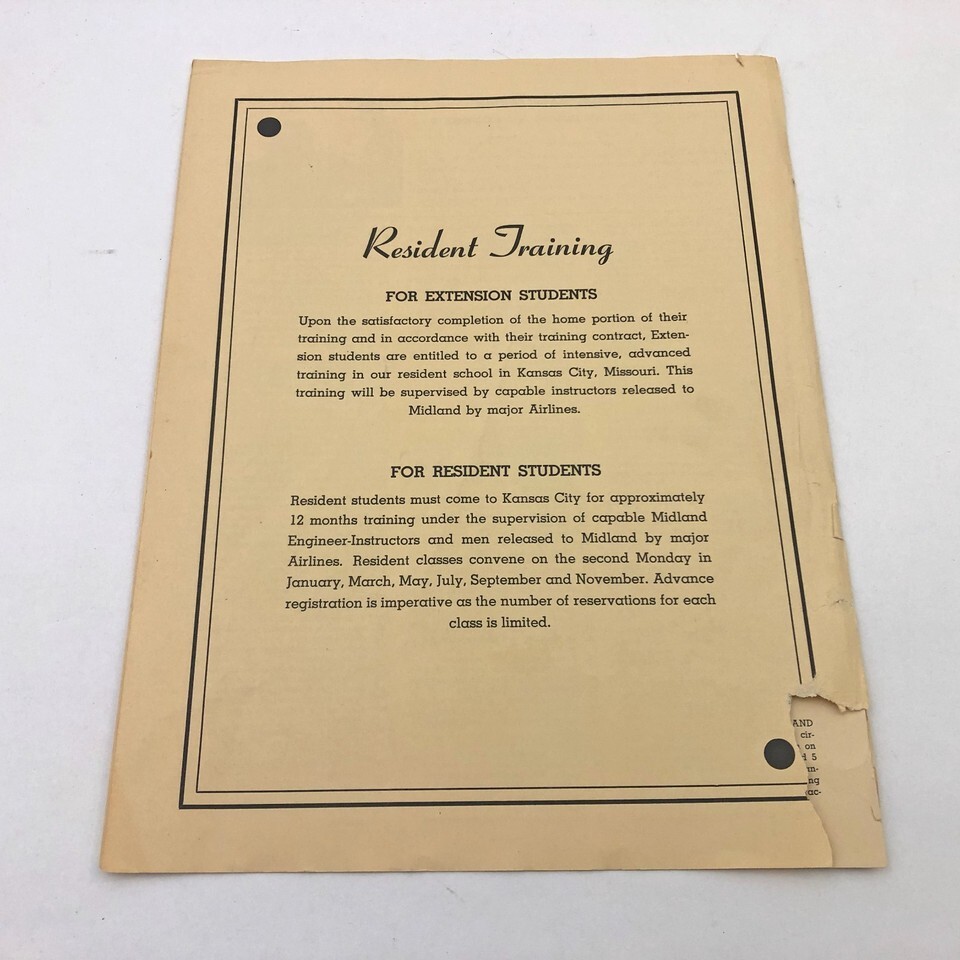 Resident Training
FOR EXTENSION STUDENTS
Upon the satisfactory completion of the home portion of their
training and in accordance with their training contract, Exten-
sion students are entitled to a period of intensive, advanced
training in our resident school in Kansas City, Missouri. This
training will be supervised by capable instructors released to
Midland by major Airlines.
FOR RESIDENT STUDENTS
Resident students must come to Kansas City for approximately
12 months training under the supervision of capable Midland
Engineer-Instructors and men released to Midland by major
Airlines. Resident classes convene on the second Monday in
January, March, May, July, September and November. Advance
registration is imperative as the number of reservations for each
class is limited.
AND
cir-
on
5